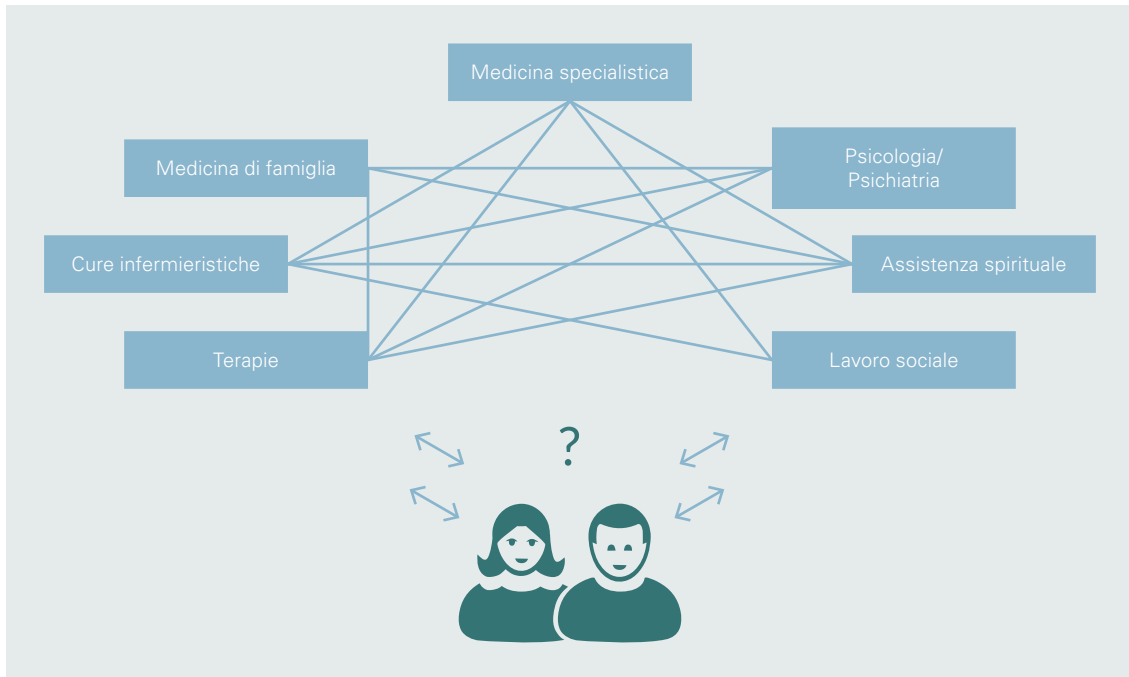 Medicina specialistica
Medicina di famiglia
Psicologia/
Psichiatria
Cure infermieristiche
Assistenza spirituale
Terapie
Lavoro sociale
?